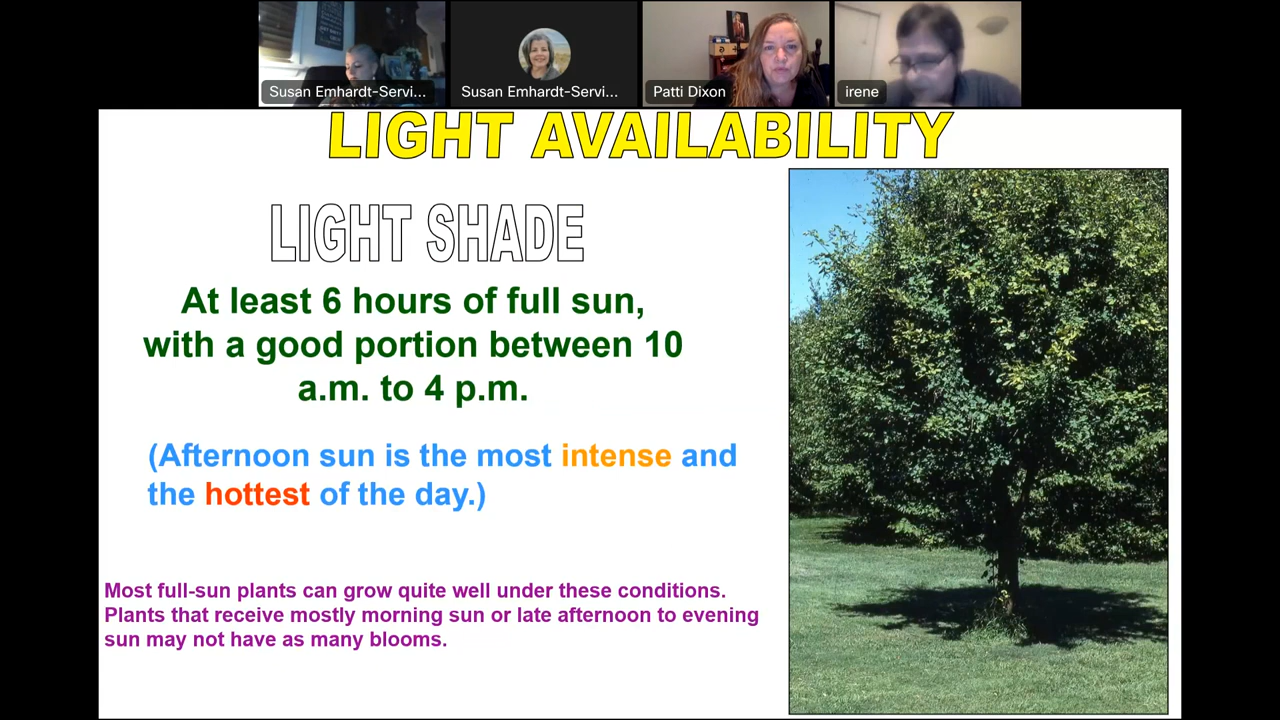 Susan Emhardt-Servi...
Susan Emhardt-Servi...
Patti Dixon
irene
LIGHT AVAILABILITY
LIGHT SHADE
At least 6 hours of full sun,
with a good portion between 10
a.m. to 4 p.m.
(Afternoon sun is the most intense and
the hottest of the day.)
Most full-sun plants can grow quite well under these conditions.
Plants that receive mostly morning sun or late afternoon to evening
sun may not have as many blooms.